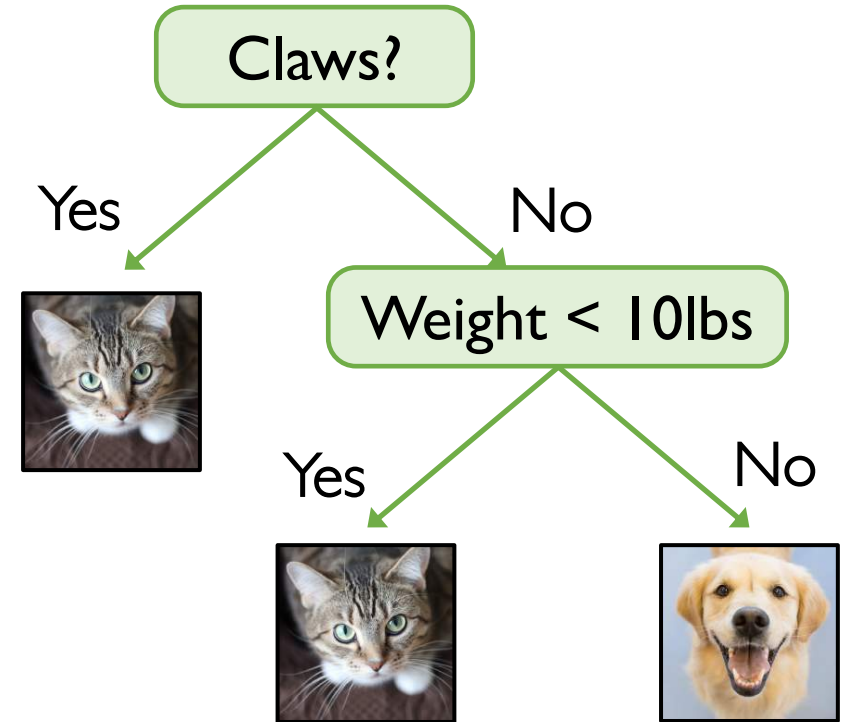 Claws?
Yes
No
Weight < 10lbs
Yes
No